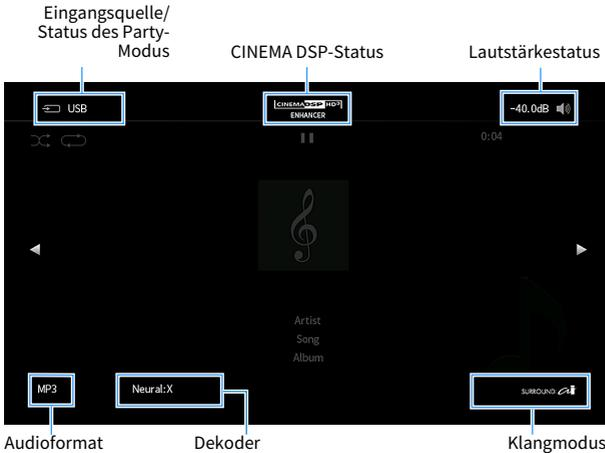 Eingangsquelle/
Status des Party-
Modus
CINEMA DSP-Status
Lautstärkestatus
USB
CINEMA DSP HD³
ENHANCER
-40.0dB
0:04
Artist
Song
Album
MP3
Neural:X
SURROUND AI
Audioformat
Dekoder
Klangmodus